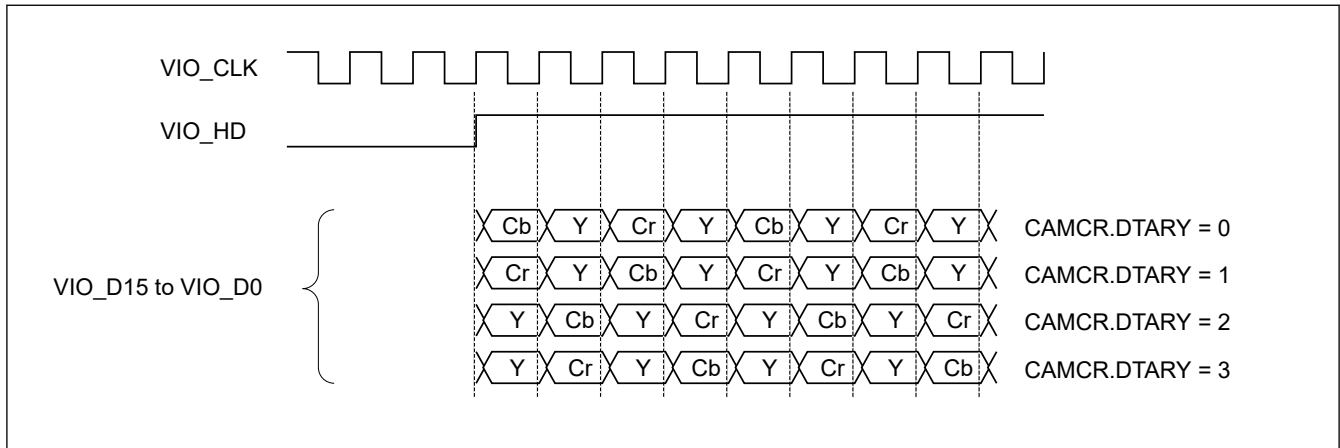 VIO_CLK
VIO_HD
Cb Y Cr Y Cb Y Cr Y CAMCR.DTARY = 0
Cr Y Cb Y Cr Y Cb Y CAMCR.DTARY = 1
VIO_D15 to VIO_D0
Y Cb Y Cr Y Cb Y Cr CAMCR.DTARY = 2
Y Cr Y Cb Y Cr Y Cb CAMCR.DTARY = 3